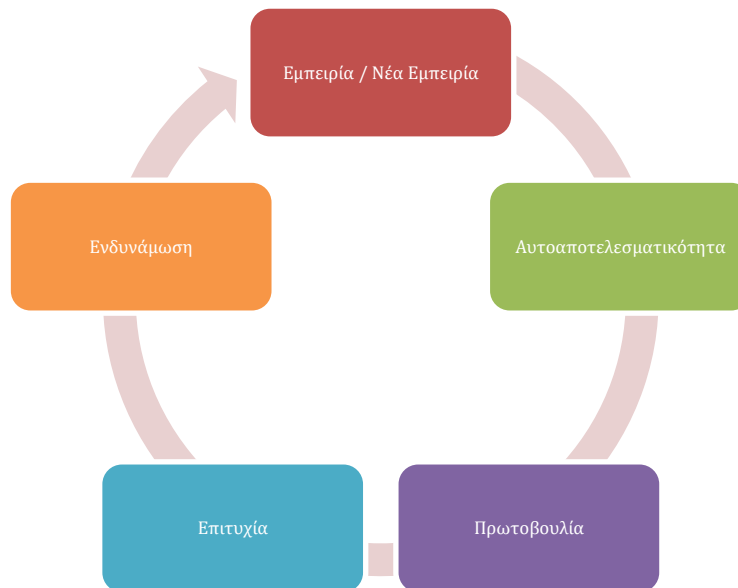 Εμπειρία / Νέα Εμπειρία
Αυτοαποτελεσματικότητα
Πρωτοβουλία
Επιτυχία
Ενδυνάμωση